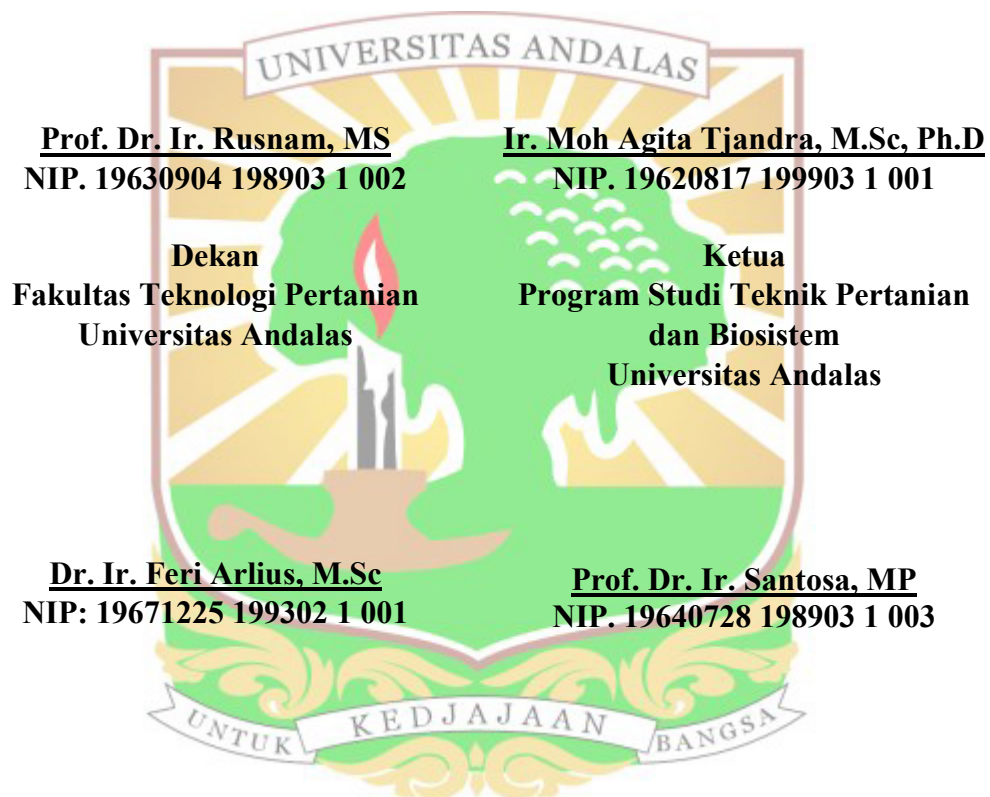 UNIVERSITAS ANDALAS
Prof. Dr. Ir. Rusnam, MS
NIP. 19630904 198903 1 002
Ir. Moh Agita Tjandra, M.Sc, Ph.D
NIP. 19620817 199903 1 001
Dekan
Fakultas Teknologi Pertanian
Universitas Andalas
Ketua
Program Studi Teknik Pertanian
dan Biosistem
Universitas Andalas
Dr. Ir. Feri Arlius, M.Sc
NIP: 19671225 199302 1 001
Prof. Dr. Ir. Santosa, MP
NIP. 19640728 198903 1 003
UNTUK KEDJAJAAN BANGSA